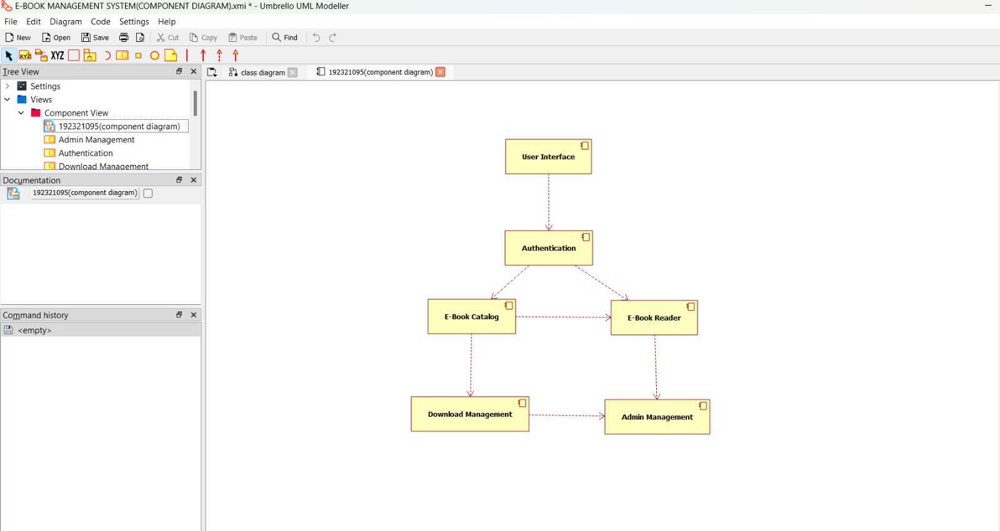 E-BOOK MANAGEMENT SYSTEM(COMPONENT DIAGRAM).xmi * - Umbrello UML Modeller
File Edit Diagram Code Settings Help
New Open Save Cut Copy Paste Find
XYZ XYZ XYZ
Tree View
class diagram 192321095(component diagram)
Settings
Views
Component View
192321095(component diagram)
Admin Management
Authentication
Download Management
Documentation
192321095(component diagram)
Command history
<empty>
User Interface
Authentication
E-Book Catalog
E-Book Reader
Download Management
Admin Management